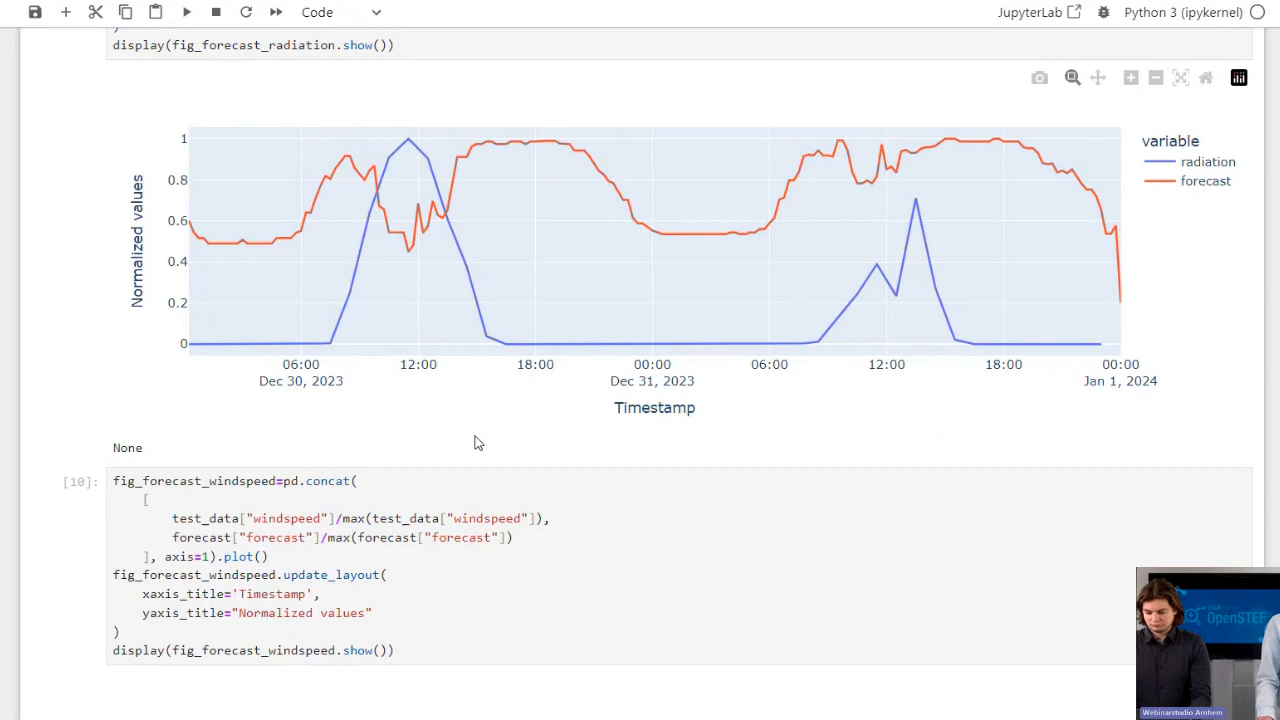 Code
JupyterLab
Python 3 (ipykernel)
)
display(fig_forecast_radiation.show())
variable
radiation
forecast
Normalized values
1
0.8
0.6
0.4
0.2
0
06:00
Dec 30, 2023
12:00
18:00
00:00
Dec 31, 2023
06:00
12:00
18:00
00:00
Jan 1, 2024
Timestamp
None
[10]:
fig_forecast_windspeed=pd.concat(
[
test_data["windspeed"]/max(test_data["windspeed"]),
forecast["forecast"]/max(forecast["forecast"])
], axis=1).plot()
fig_forecast_windspeed.update_layout(
xaxis_title='Timestamp',
yaxis_title="Normalized values"
)
display(fig_forecast_windspeed.show())
OpenSTEF
Webinarstudio Arnhem